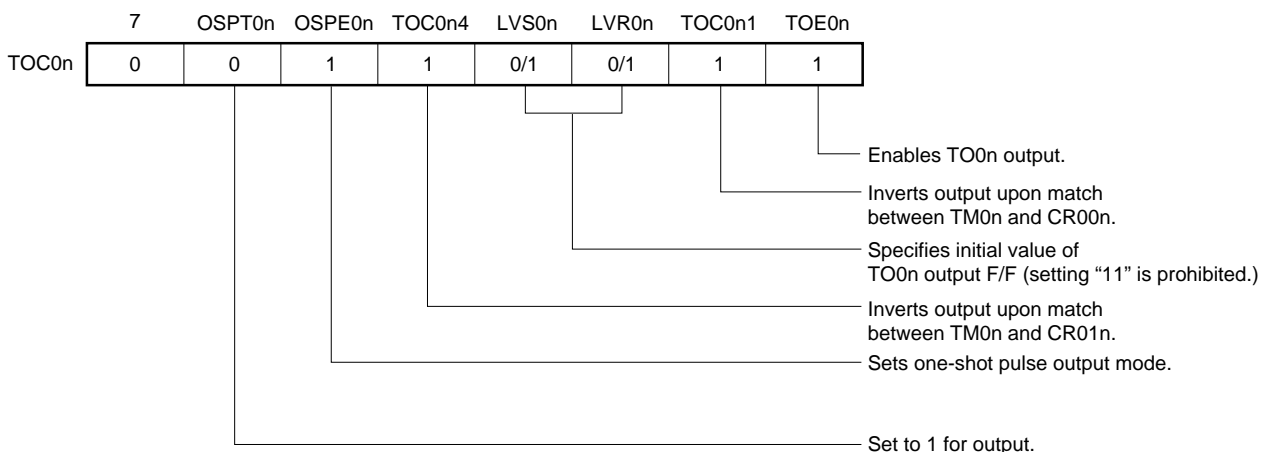 7 OSPT0n OSPE0n TOC0n4 LVS0n LVR0n TOC0n1 TOE0n
TOC0n 0 0 1 1 0/1 0/1 1 1
Enables TO0n output.
Inverts output upon match
between TM0n and CR00n.
Specifies initial value of
TO0n output F/F (setting “11” is prohibited.)
Inverts output upon match
between TM0n and CR01n.
Sets one-shot pulse output mode.
Set to 1 for output.